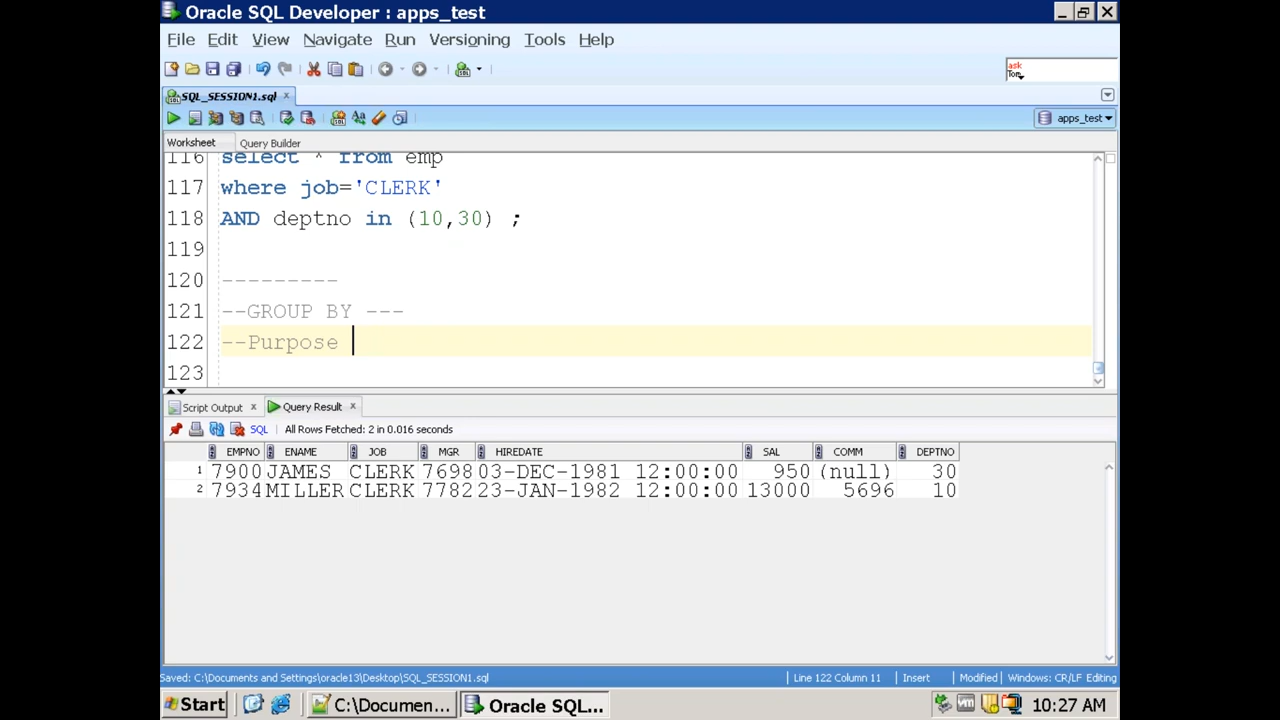 Oracle SQL Developer : apps_test
File Edit View Navigate Run Versioning Tools Help
ask
Tom
SQL_SESSION1.sql
apps_test
Worksheet Query Builder
116 select * from emp
117 where job='CLERK'
118 AND deptno in (10,30) ;
119
120 ---------
121 --GROUP BY ---
122 --Purpose
123
Script Output x Query Result x
SQL | All Rows Fetched: 2 in 0.016 seconds
EMPNO ENAME JOB MGR HIREDATE SAL COMM DEPTNO
1 7900 JAMES CLERK 7698 03-DEC-1981 12:00:00 950 (null) 30
2 7934 MILLER CLERK 7782 23-JAN-1982 12:00:00 13000 5696 10
Saved: C:\Documents and Settings\oracle13\Desktop\SQL_SESSION1.sql Line 122 Column 11 Insert Modified Windows: CR/LF Editing
Start C:\Documen... Oracle SQL... 10:27 AM